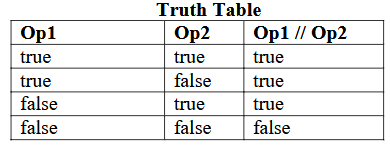 Truth Table
Op1 Op2 Op1 // Op2
true true true
true false true
false true true
false false false